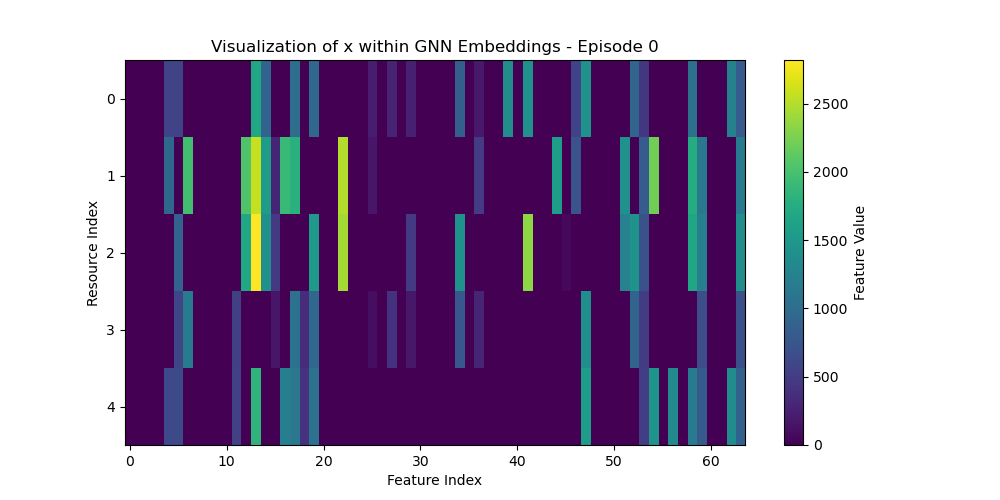 Visualization of x within GNN Embeddings - Episode 0
Resource Index
0
1
2
3
4
0 10 20 30 40 50 60
Feature Index
2500
2000
1500
1000
500
0
Feature Value